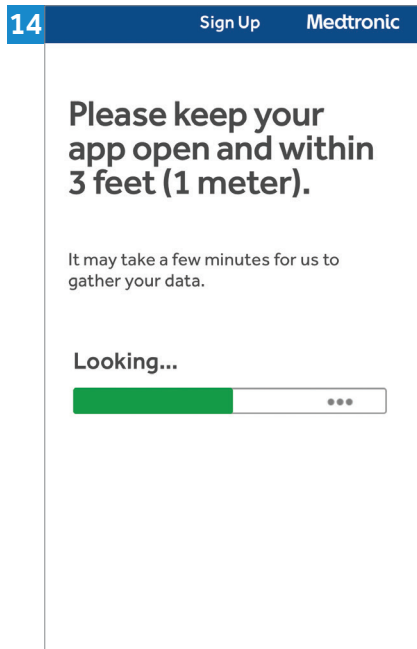 14
Sign Up Medtronic
Please keep your
app open and within
3 feet (1 meter).
It may take a few minutes for us to
gather your data.
Looking...